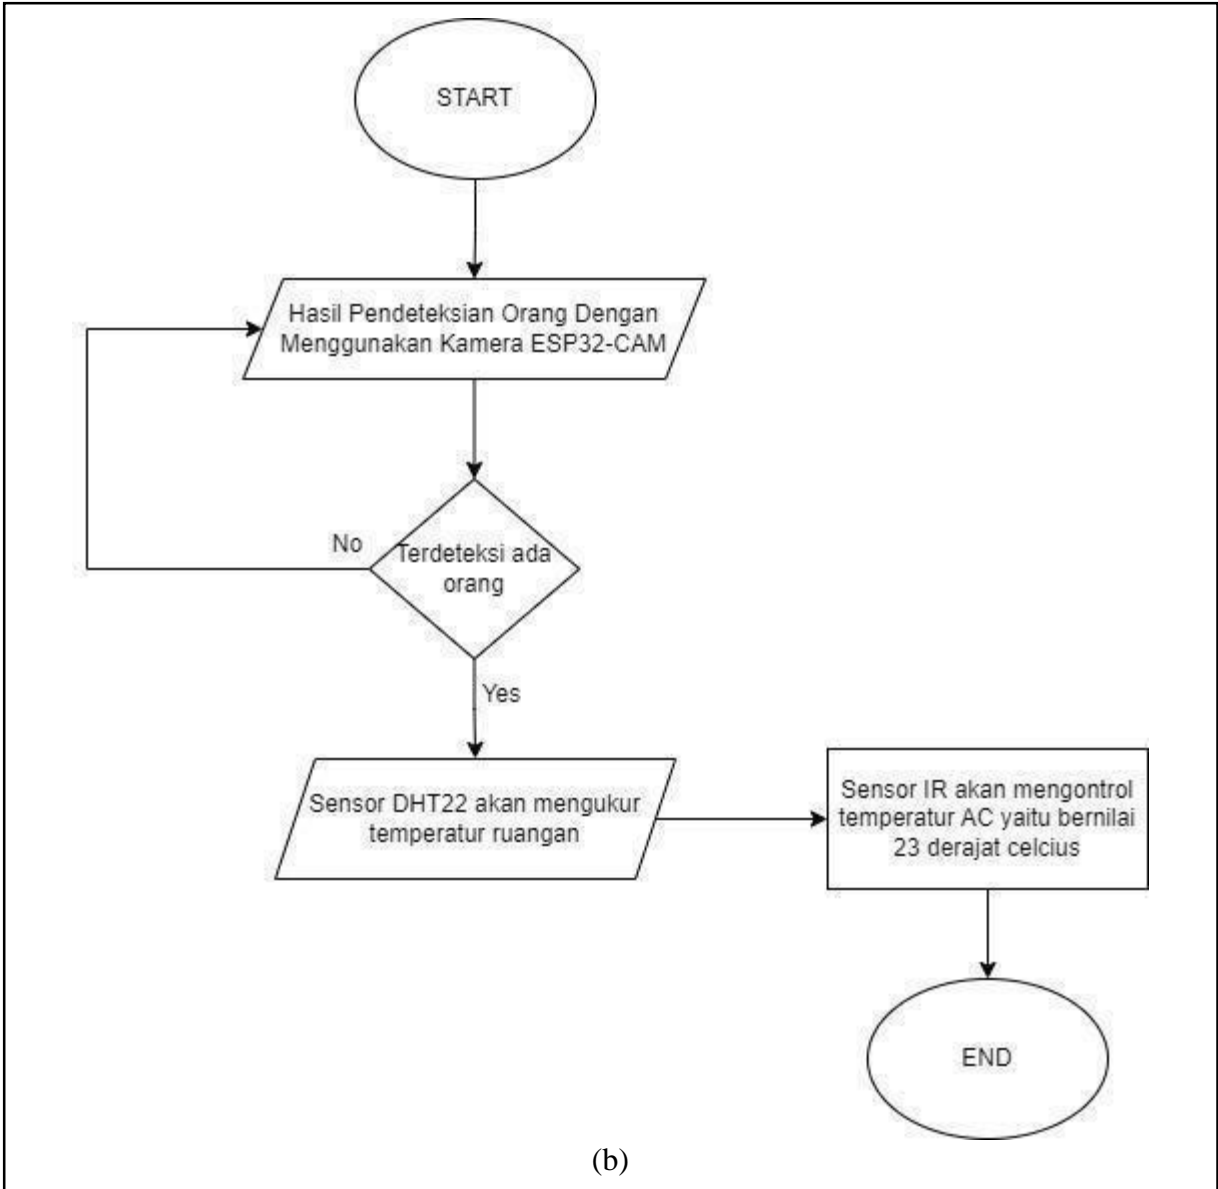 START
Hasil Pendeteksian Orang Dengan
Menggunakan Kamera ESP32-CAM
No
Terdeteksi ada
orang
Yes
Sensor DHT22 akan mengukur
temperatur ruangan
Sensor IR akan mengontrol
temperatur AC yaitu bernilai
23 derajat celcius
END
(b)